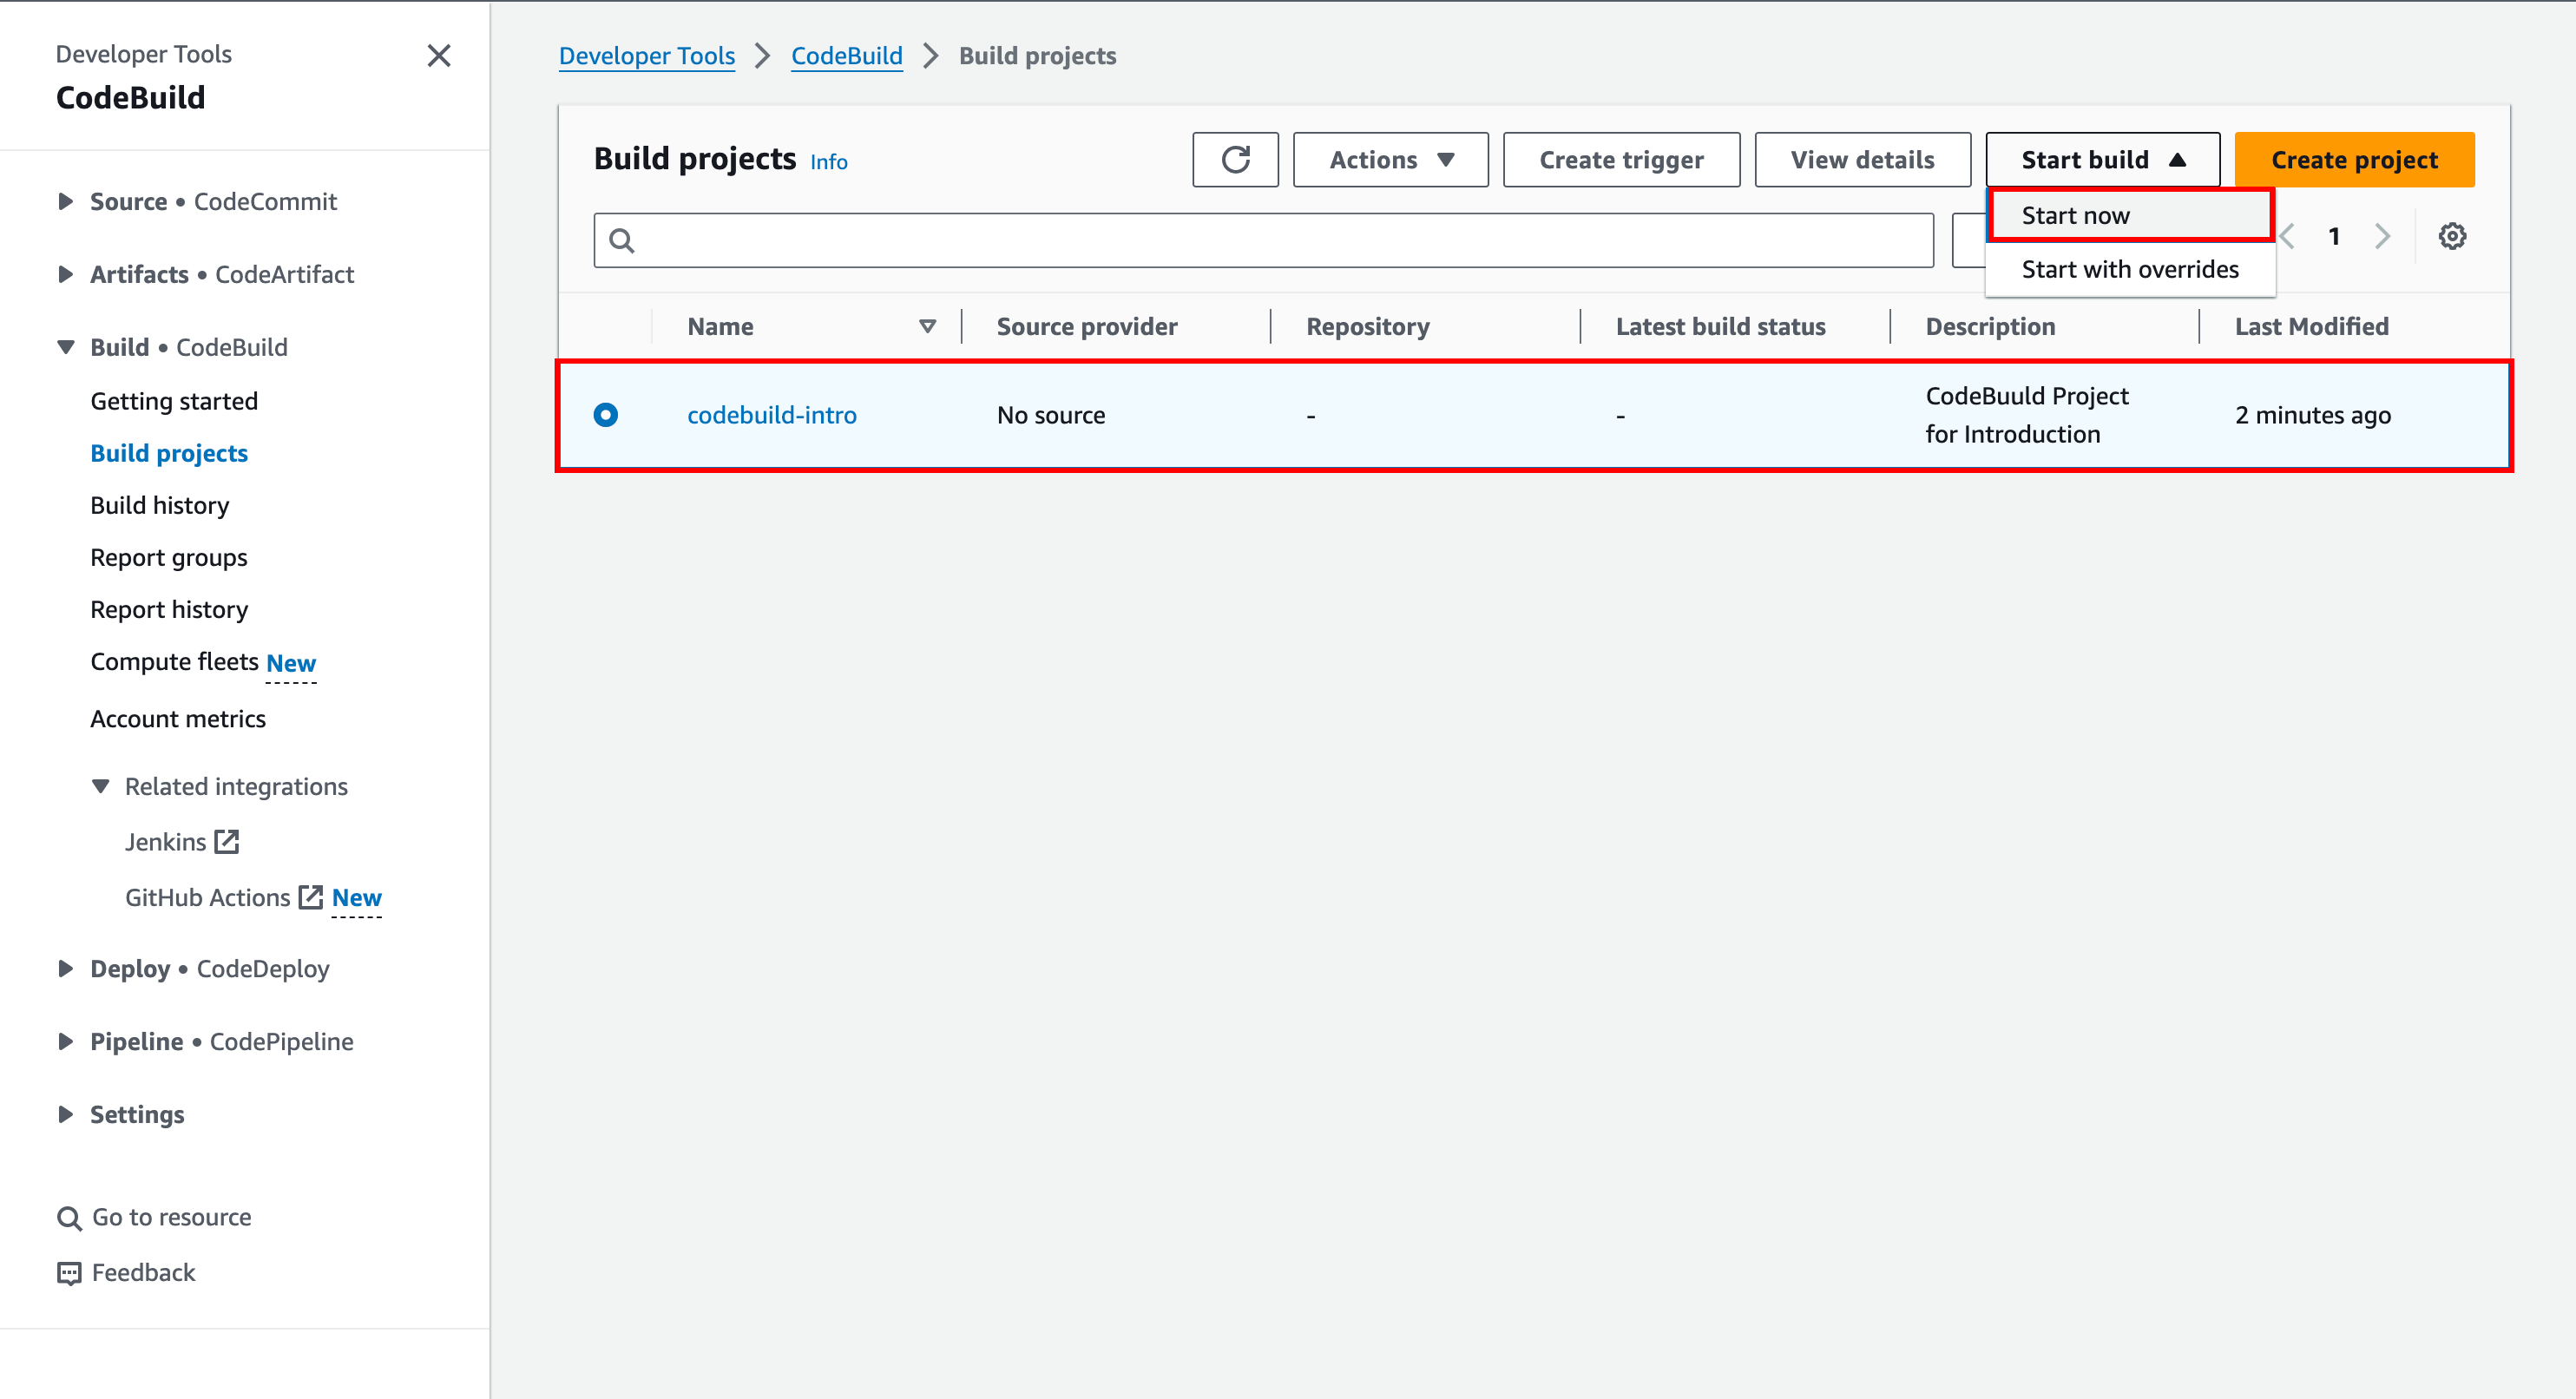 Developer Tools
CodeBuild
Source • CodeCommit
Artifacts • CodeArtifact
Build • CodeBuild
Getting started
Build projects
Build history
Report groups
Report history
Compute fleets New
Account metrics
Related integrations
Jenkins
GitHub Actions New
Deploy • CodeDeploy
Pipeline • CodePipeline
Settings
Go to resource
Feedback
Developer Tools > CodeBuild > Build projects
Build projects Info
Actions
Create trigger
View details
Start build
Create project
Start now
Start with overrides
1
Name Source provider Repository Latest build status Description Last Modified
codebuild-intro No source - - CodeBuuld Project
for Introduction 2 minutes ago